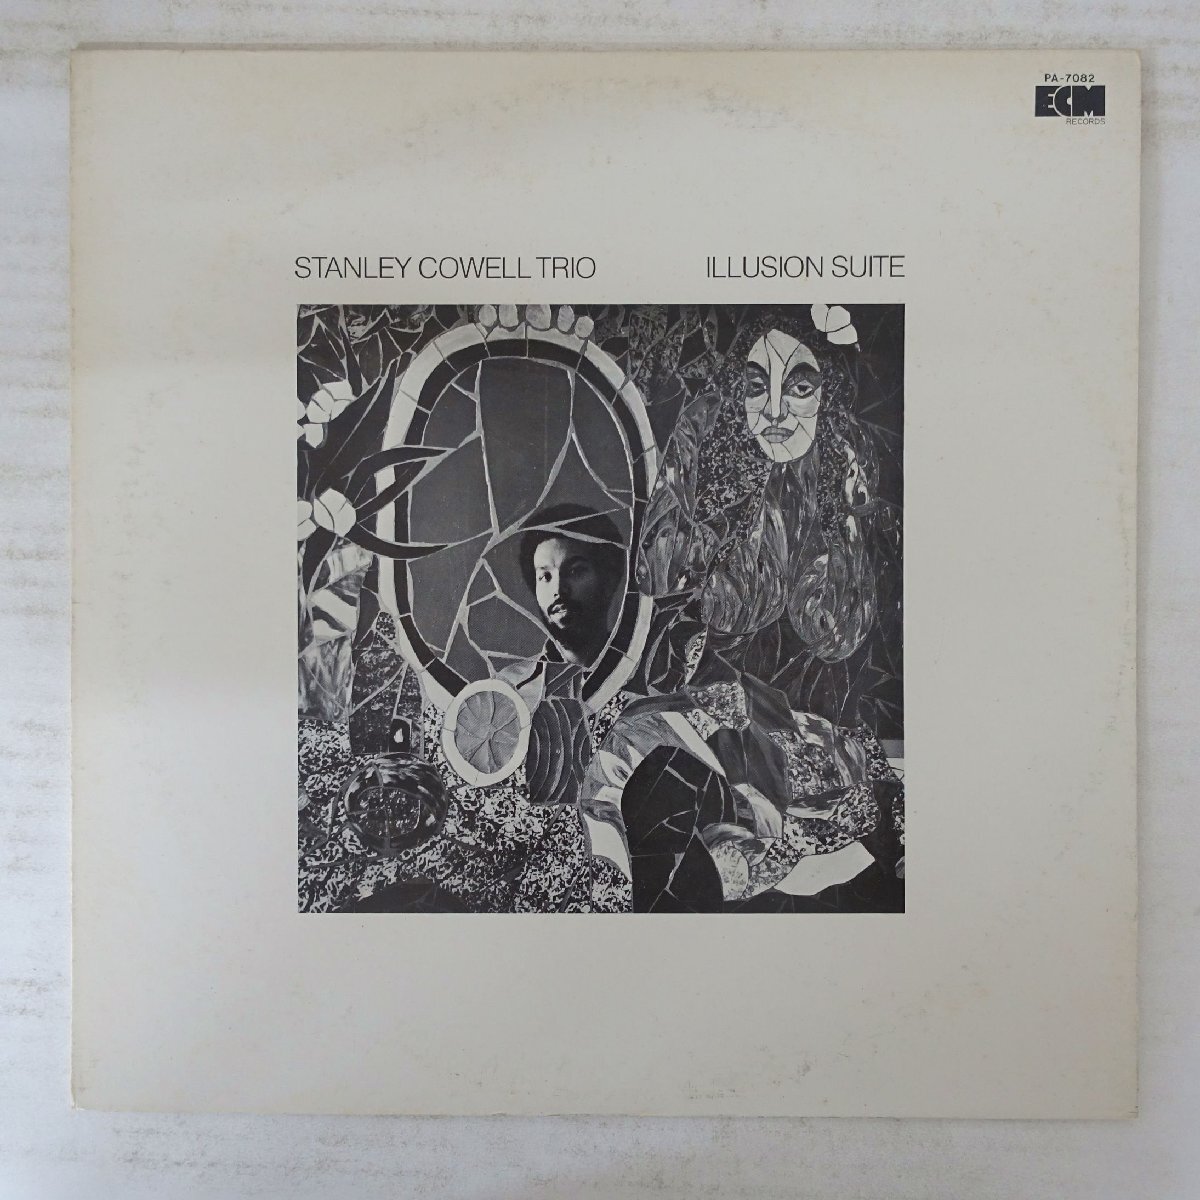 PA-7082
ECM
RECORDS
STANLEY COWELL TRIO ILLUSION SUITE